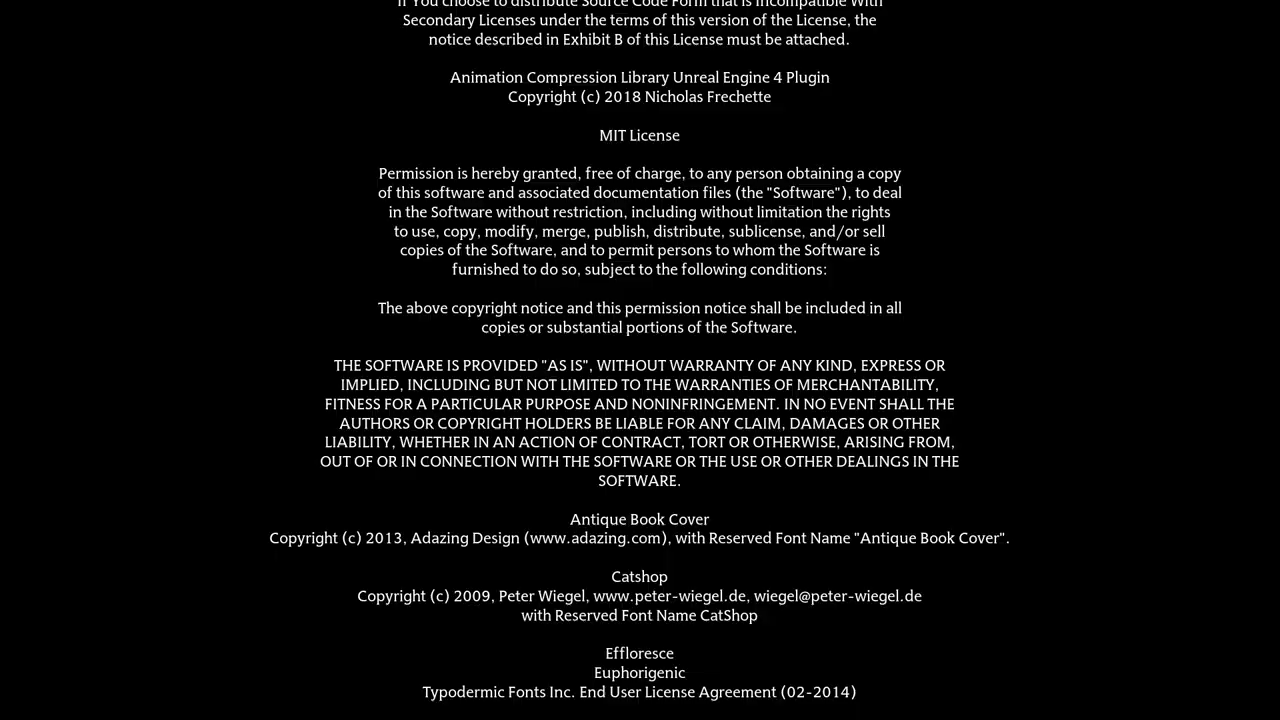 If You choose to distribute Source Code Form that is Incompatible With
Secondary Licenses under the terms of this version of the License, the
notice described in Exhibit B of this License must be attached.
Animation Compression Library Unreal Engine 4 Plugin
Copyright (c) 2018 Nicholas Frechette
MIT License
Permission is hereby granted, free of charge, to any person obtaining a copy
of this software and associated documentation files (the "Software"), to deal
in the Software without restriction, including without limitation the rights
to use, copy, modify, merge, publish, distribute, sublicense, and/or sell
copies of the Software, and to permit persons to whom the Software is
furnished to do so, subject to the following conditions:
The above copyright notice and this permission notice shall be included in all
copies or substantial portions of the Software.
THE SOFTWARE IS PROVIDED "AS IS", WITHOUT WARRANTY OF ANY KIND, EXPRESS OR
IMPLIED, INCLUDING BUT NOT LIMITED TO THE WARRANTIES OF MERCHANTABILITY,
FITNESS FOR A PARTICULAR PURPOSE AND NONINFRINGEMENT. IN NO EVENT SHALL THE
AUTHORS OR COPYRIGHT HOLDERS BE LIABLE FOR ANY CLAIM, DAMAGES OR OTHER
LIABILITY, WHETHER IN AN ACTION OF CONTRACT, TORT OR OTHERWISE, ARISING FROM,
OUT OF OR IN CONNECTION WITH THE SOFTWARE OR THE USE OR OTHER DEALINGS IN THE
SOFTWARE.
Antique Book Cover
Copyright (c) 2013, Adazing Design (www.adazing.com), with Reserved Font Name "Antique Book Cover".
Catshop
Copyright (c) 2009, Peter Wiegel, www.peter-wiegel.de, wiegel@peter-wiegel.de
with Reserved Font Name CatShop
Effloresce
Euphorigenic
Typodermic Fonts Inc. End User License Agreement (02-2014)